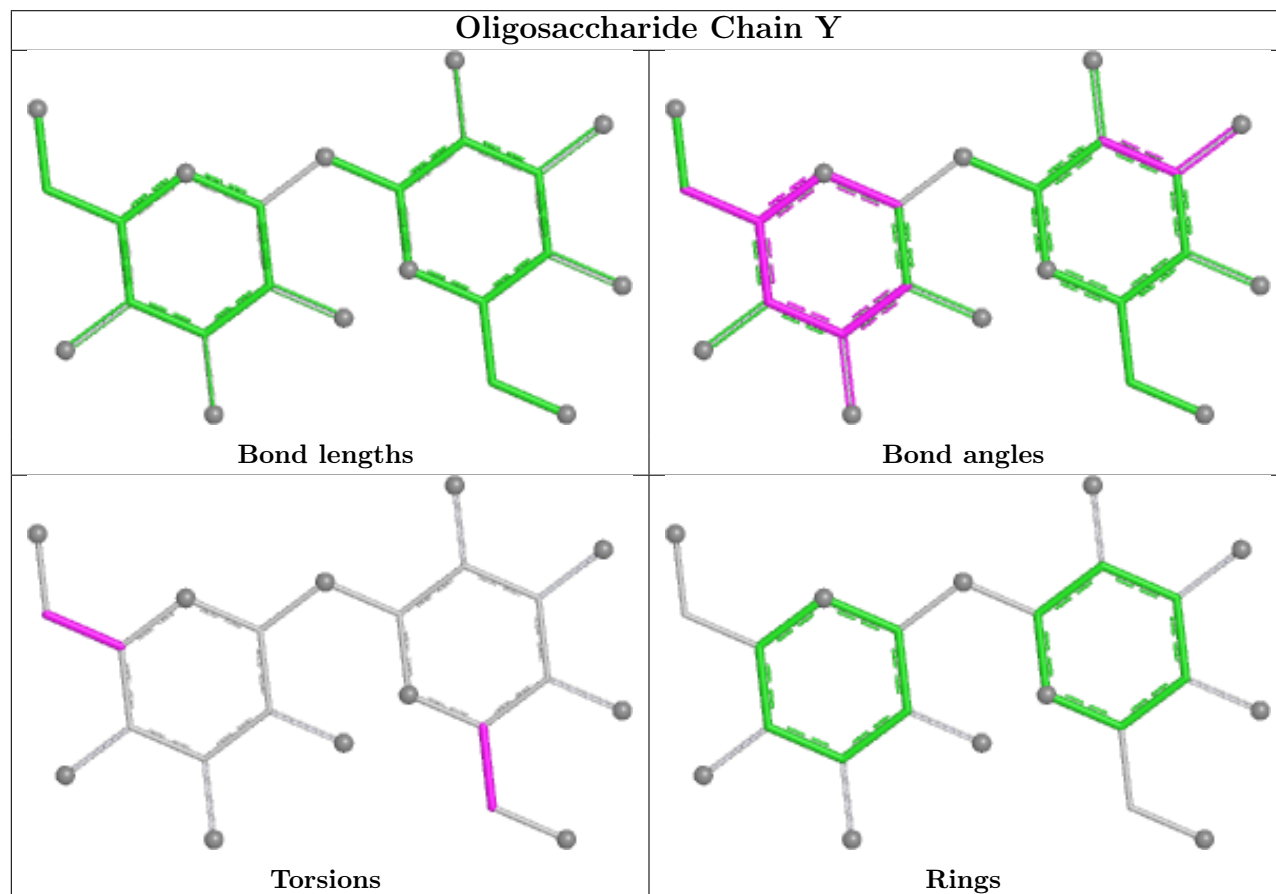 Oligosaccharide Chain Y
Bond lengths
Bond angles
Torsions
Rings